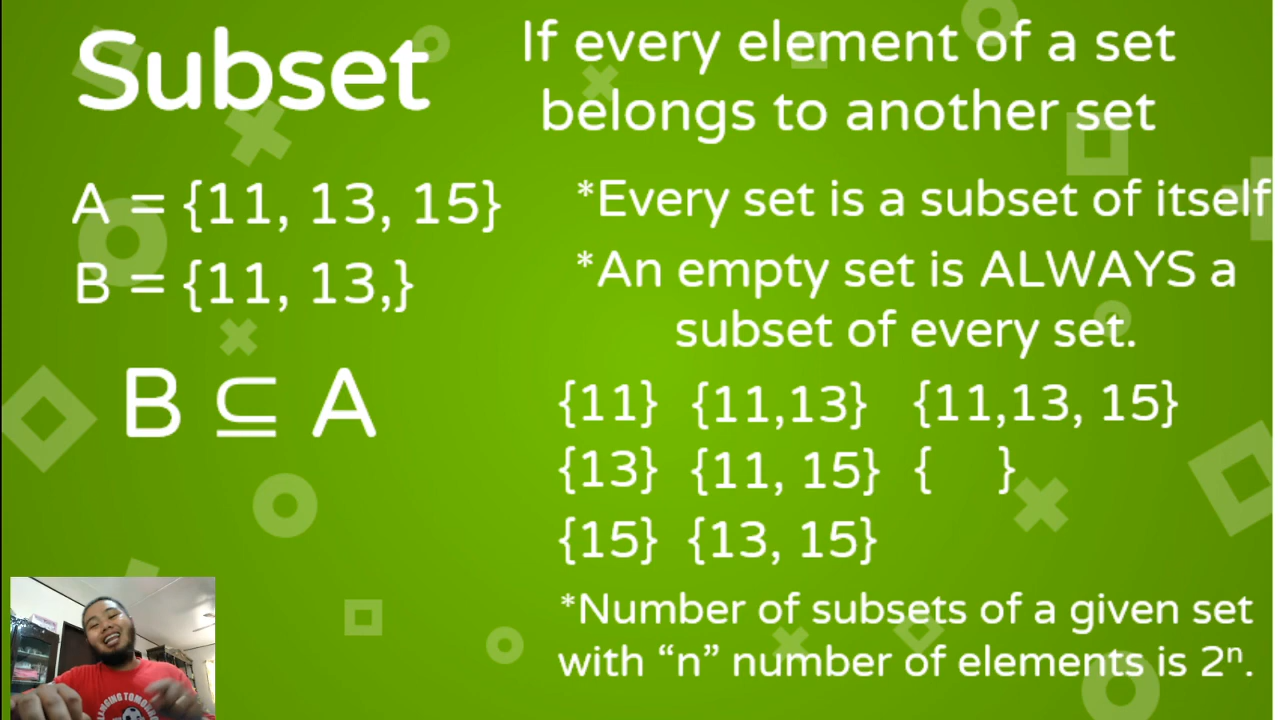 Subset
If every element of a set
belongs to another set
A = {11, 13, 15}
B = {11, 13,}
B ⊆ A
*Every set is a subset of itself
*An empty set is ALWAYS a
subset of every set.
{11} {11,13} {11,13, 15}
{13} {11, 15} { }
{15} {13, 15}
*Number of subsets of a given set
with “n” number of elements is 2ⁿ.